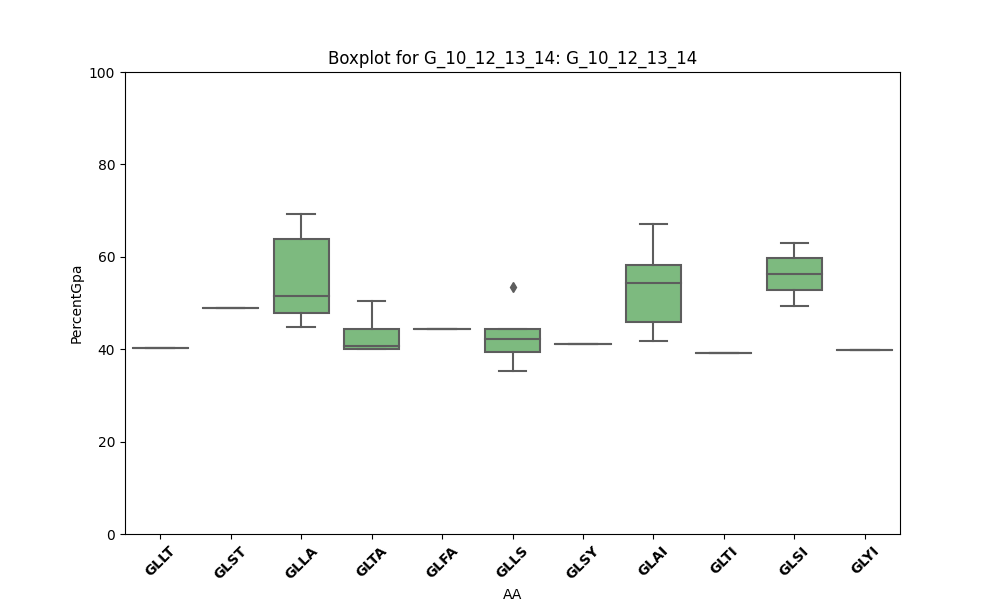 Boxplot for G_10_12_13_14: G_10_12_13_14
PercentGpa
100
80
60
40
20
0
GLLT GLST GLLA GLTA GLFA GLLS GLSY GLAI GLTI GLSI GLYI
AA